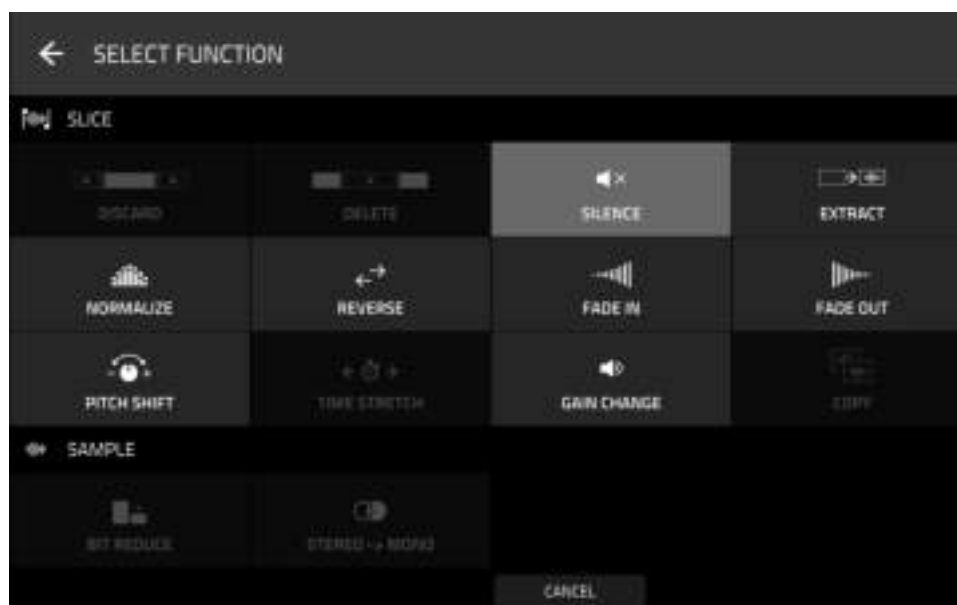 SELECT FUNCTION
SLICE
DISCARD DELETE SILENCE EXTRACT
NORMALIZE REVERSE FADE IN FADE OUT
PITCH SHIFT TIME STRETCH GAIN CHANGE COPY
SAMPLE
BIT REDUCE STEREO -> MONO
CANCEL